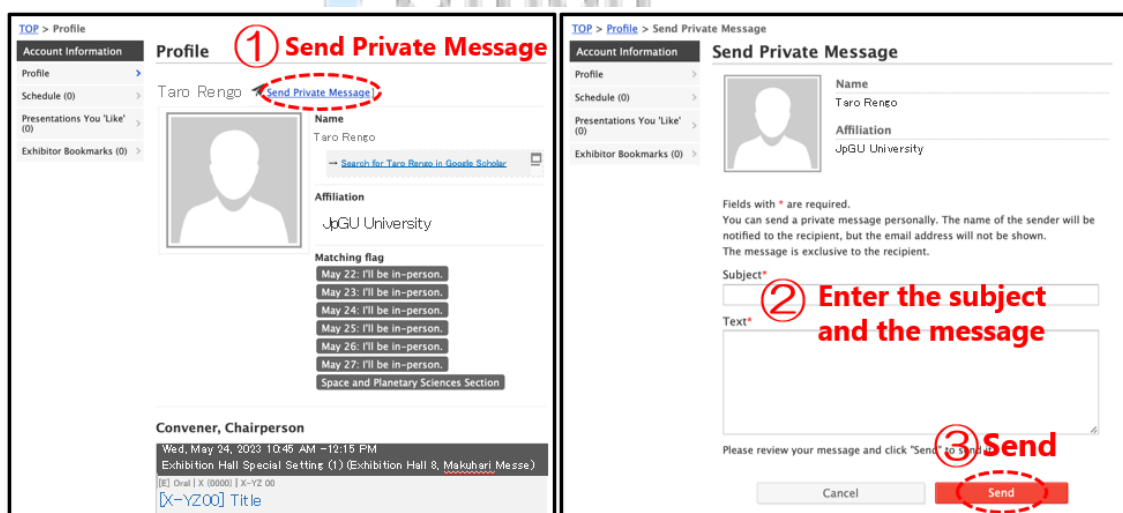 TOP > Profile
Account Information
Profile
Schedule (0)
Presentations You 'Like'
(0)
Exhibitor Bookmarks (0)
Profile
① Send Private Message
Taro Rengo Send Private Message
Name
Taro Rengo
→ Search for Taro Rengo in Google Scholar
Affiliation
JpGU University
Matching flag
May 22: I'll be in-person.
May 23: I'll be in-person.
May 24: I'll be in-person.
May 25: I'll be in-person.
May 26: I'll be in-person.
May 27: I'll be in-person.
Space and Planetary Sciences Section
Convener, Chairperson
Wed, May 24, 2023 10:45 AM -12:15 PM
Exhibition Hall Special Setting (1) (Exhibition Hall 8, Makuhari Messe)
[E] Oral | X (0000) | X-YZ 00
[X-YZ00] Title
TOP > Profile > Send Private Message
Account Information
Profile
Schedule (0)
Presentations You 'Like'
(0)
Exhibitor Bookmarks (0)
Send Private Message
Name
Taro Rengo
Affiliation
JpGU University
Fields with * are required.
You can send a private message personally. The name of the sender will be
notified to the recipient, but the email address will not be shown.
The message is exclusive to the recipient.
Subject*
② Enter the subject
and the message
Text*
Please review your message and click "Send" to send it
③ Send
Cancel
Send